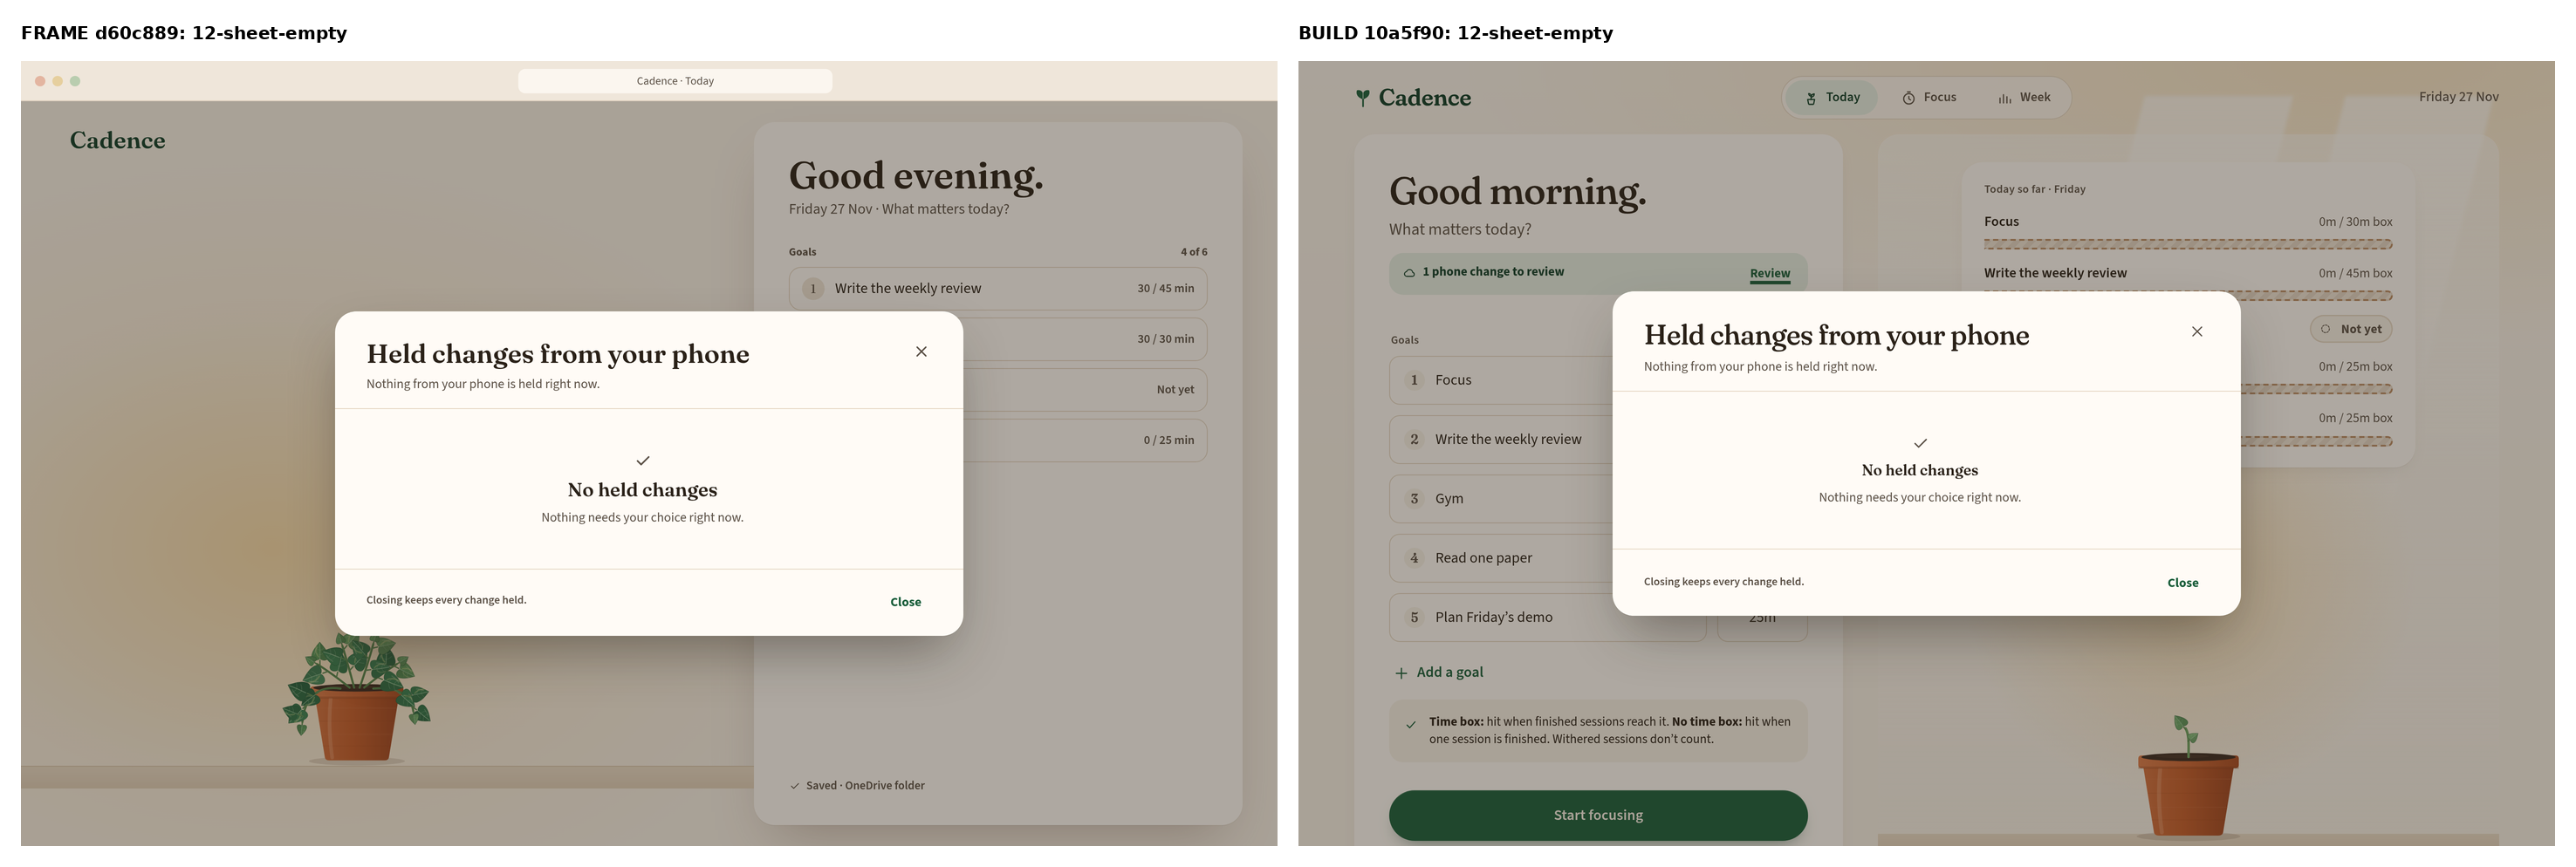 FRAME d60c889: 12-sheet-empty
Cadence · Today
Cadence
Good evening.
Friday 27 Nov · What matters today?
Goals
4 of 6
1
Write the weekly review
30 / 45 min
30 / 30 min
Not yet
0 / 25 min
Held changes from your phone
Nothing from your phone is held right now.
No held changes
Nothing needs your choice right now.
Closing keeps every change held.
Close
Saved · OneDrive folder
BUILD 10a5f90: 12-sheet-empty
Cadence
Today
Focus
Week
Friday 27 Nov
Good morning.
What matters today?
1 phone change to review
Review
Goals
1
Focus
2
Write the weekly review
3
Gym
4
Read one paper
5
Plan Friday’s demo
25m
Add a goal
Time box: hit when finished sessions reach it. No time box: hit when
one session is finished. Withered sessions don’t count.
Start focusing
Today so far · Friday
Focus
0m / 30m box
Write the weekly review
0m / 45m box
Not yet
0m / 25m box
0m / 25m box
Held changes from your phone
Nothing from your phone is held right now.
No held changes
Nothing needs your choice right now.
Closing keeps every change held.
Close